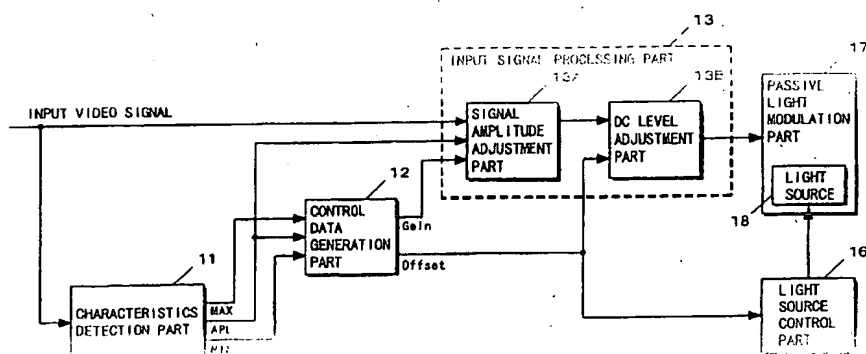 13
INPUT SIGNAL PROCESSING PART
13A
13B
17
INPUT VIDEO SIGNAL
SIGNAL
AMPLITUDE
ADJUSTMENT
PART
DC LEVEL
ADJUSTMENT
PART
PASSIVE
LIGHT
MODULATION
PART
LIGHT
SOURCE
18
12
CONTROL
DATA
GENERATION
PART
Gain
Offset
11
CHARACTERISTICS
DETECTION PART
MAX
APL
16
LIGHT
SOURCE
CONTROL
PART